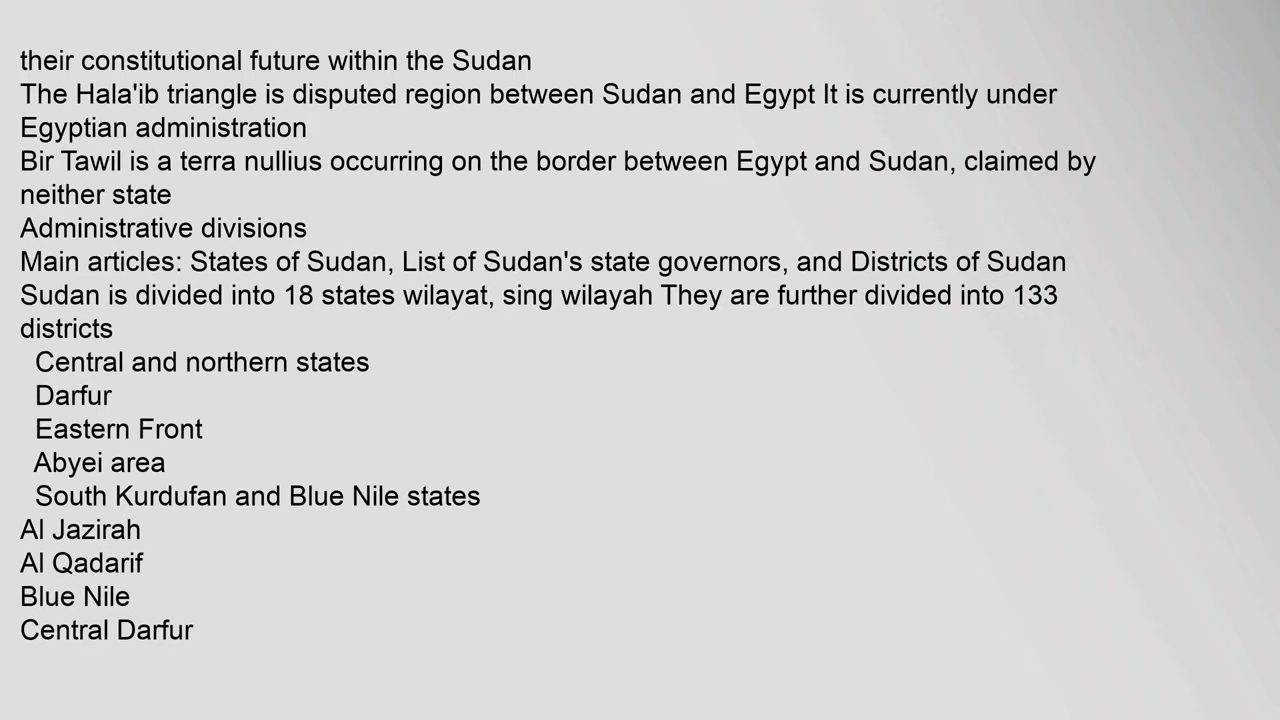 their constitutional future within the Sudan
The Hala'ib triangle is disputed region between Sudan and Egypt It is currently under
Egyptian administration
Bir Tawil is a terra nullius occurring on the border between Egypt and Sudan, claimed by
neither state
Administrative divisions
Main articles: States of Sudan, List of Sudan's state governors, and Districts of Sudan
Sudan is divided into 18 states wilayat, sing wilayah They are further divided into 133
districts
Central and northern states
Darfur
Eastern Front
Abyei area
South Kurdufan and Blue Nile states
Al Jazirah
Al Qadarif
Blue Nile
Central Darfur